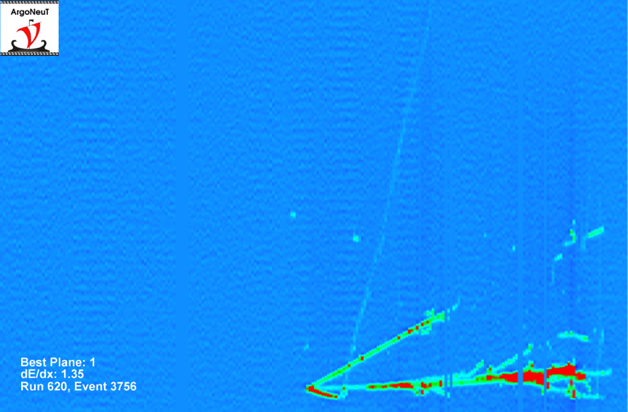 ArgoNeuT
Best Plane: 1
dE/dx: 1.35
Run 620, Event 3756